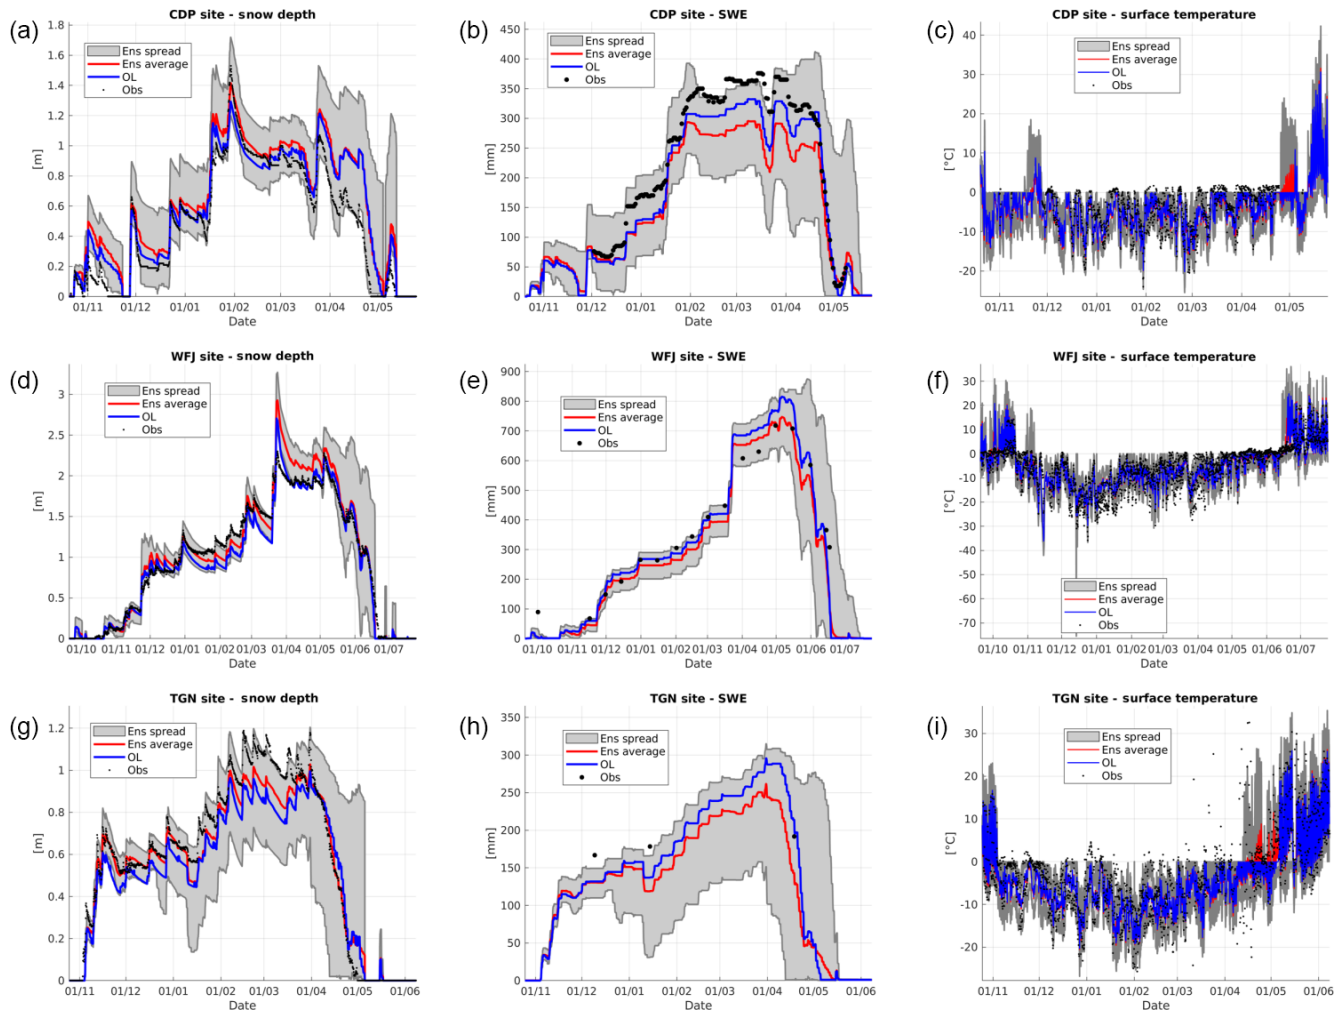 (a)
CDP site - snow depth
1.8
1.6
1.4
1.2
1
0.8
0.6
0.4
0.2
0
[m]
Ens spread
Ens average
OL
Obs
01/11 01/12 01/01 01/02 01/03 01/04 01/05
Date
(b)
CDP site - SWE
450
400
350
300
250
200
150
100
50
0
[mm]
Ens spread
Ens average
OL
Obs
01/11 01/12 01/01 01/02 01/03 01/04 01/05
Date
(c)
CDP site - surface temperature
40
30
20
10
0
-10
-20
[°C]
Ens spread
Ens average
OL
Obs
01/11 01/12 01/01 01/02 01/03 01/04 01/05
Date
(d)
WFJ site - snow depth
3
2.5
2
1.5
1
0.5
0
[m]
Ens spread
Ens average
OL
Obs
01/10 01/11 01/12 01/01 01/02 01/03 01/04 01/05 01/06 01/07
Date
(e)
WFJ site - SWE
900
800
700
600
500
400
300
200
100
0
[mm]
Ens spread
Ens average
OL
Obs
01/10 01/11 01/12 01/01 01/02 01/03 01/04 01/05 01/06 01/07
Date
(f)
WFJ site - surface temperature
30
20
10
0
-10
-20
-30
-40
-50
-60
-70
[°C]
Ens spread
Ens average
OL
Obs
01/10 01/11 01/12 01/01 01/02 01/03 01/04 01/05 01/06 01/07
Date
(g)
TGN site - snow depth
1.2
1
0.8
0.6
0.4
0.2
0
[m]
Ens spread
Ens average
OL
Obs
01/11 01/12 01/01 01/02 01/03 01/04 01/05 01/06
Date
(h)
TGN site - SWE
350
300
250
200
150
100
50
0
[mm]
Ens spread
Ens average
OL
Obs
01/11 01/12 01/01 01/02 01/03 01/04 01/05 01/06
Date
(i)
TGN site - surface temperature
30
20
10
0
-10
-20
[°C]
Ens spread
Ens average
OL
Obs
01/11 01/12 01/01 01/02 01/03 01/04 01/05 01/06
Date